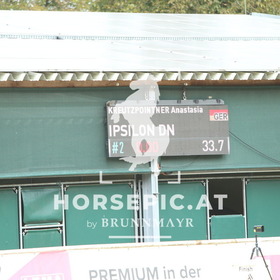 KREUTZPOINTNER Anastasia
GER
IPSILON DN
#2 33.7
HORSEPIC.AT
by BRUNNMAYR
PREMIUM in der